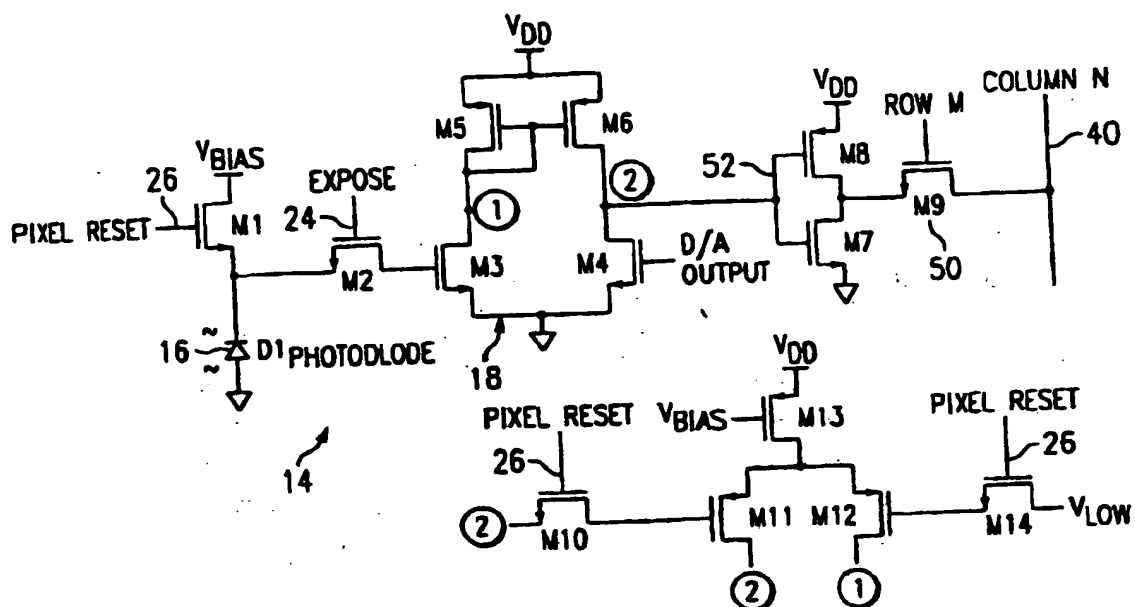 VDD
M5
M6
VDD
COLUMN N
ROW M
40
52
M8
VBIAS
26
EXPOSE
2
M9
PIXEL RESET
M1
24
1
M7
50
M2
M3
M4
D/A
OUTPUT
16
~
~
D1 PHOTODIODE
18
VDD
PIXEL RESET
VBIAS
M13
PIXEL RESET
26
26
14
2
M10
M11
M12
M14
VLOW
2
1